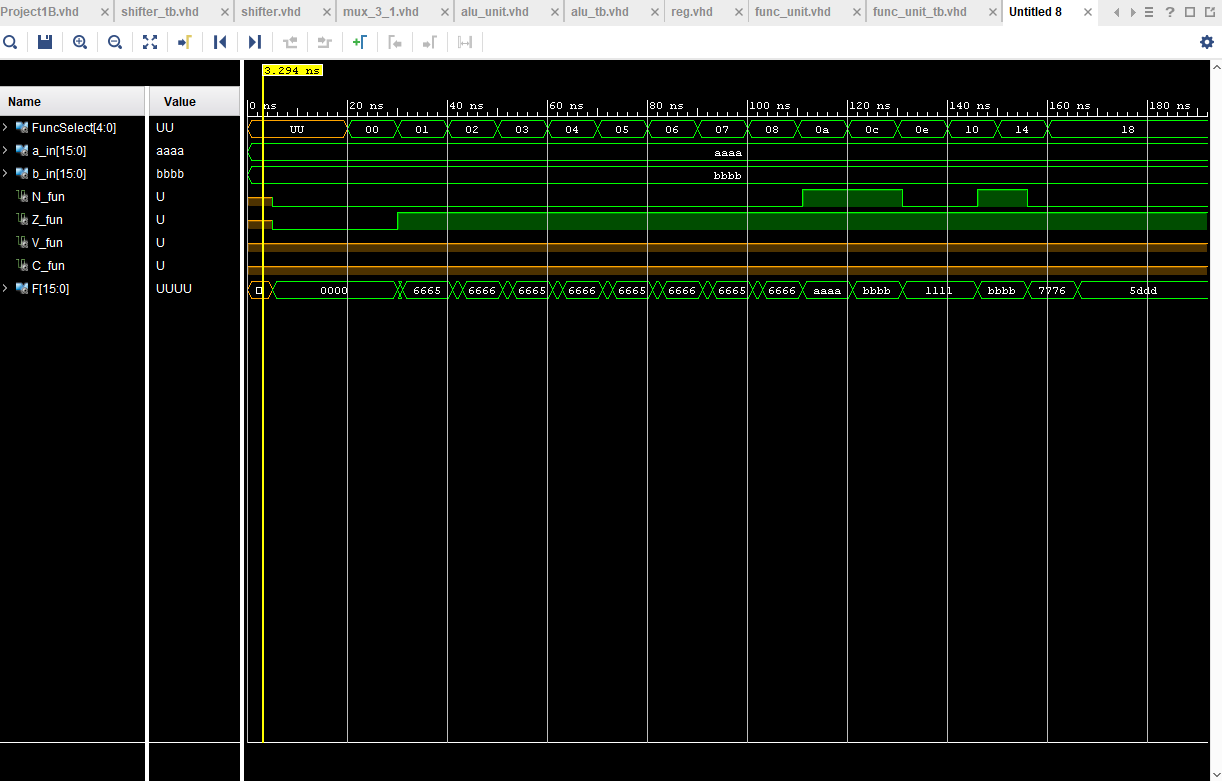 Project1B.vhd shifter_tb.vhd shifter.vhd mux_3_1.vhd alu_unit.vhd alu_tb.vhd reg.vhd func_unit.vhd func_unit_tb.vhd Untitled 8
3.294 ns
Name Value
0 ns 20 ns 40 ns 60 ns 80 ns 100 ns 120 ns 140 ns 160 ns 180 ns
FuncSelect[4:0] UU UU 00 01 02 03 04 05 06 07 08 0a 0c 0e 10 14 18
a_in[15:0] aaaa aaaa
b_in[15:0] bbbb bbbb
N_fun U
Z_fun U
V_fun U
C_fun U
F[15:0] UUUU 0000 6665 6666 6665 6666 6665 6666 6665 6666 aaaa bbbb 1111 bbbb 7776 5ddd